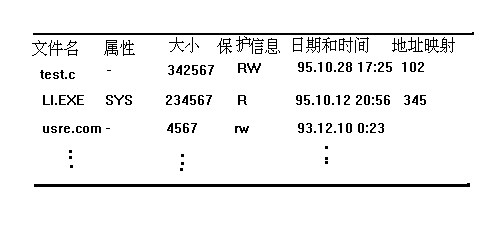 文件名 属性 大小 保护信息 日期和时间 地址映射
test.c - 342567 RW 95.10.28 17:25 102
LI.EXE SYS 234567 R 95.10.12 20:56 345
usre.com - 4567 rw 93.12.10 0:23